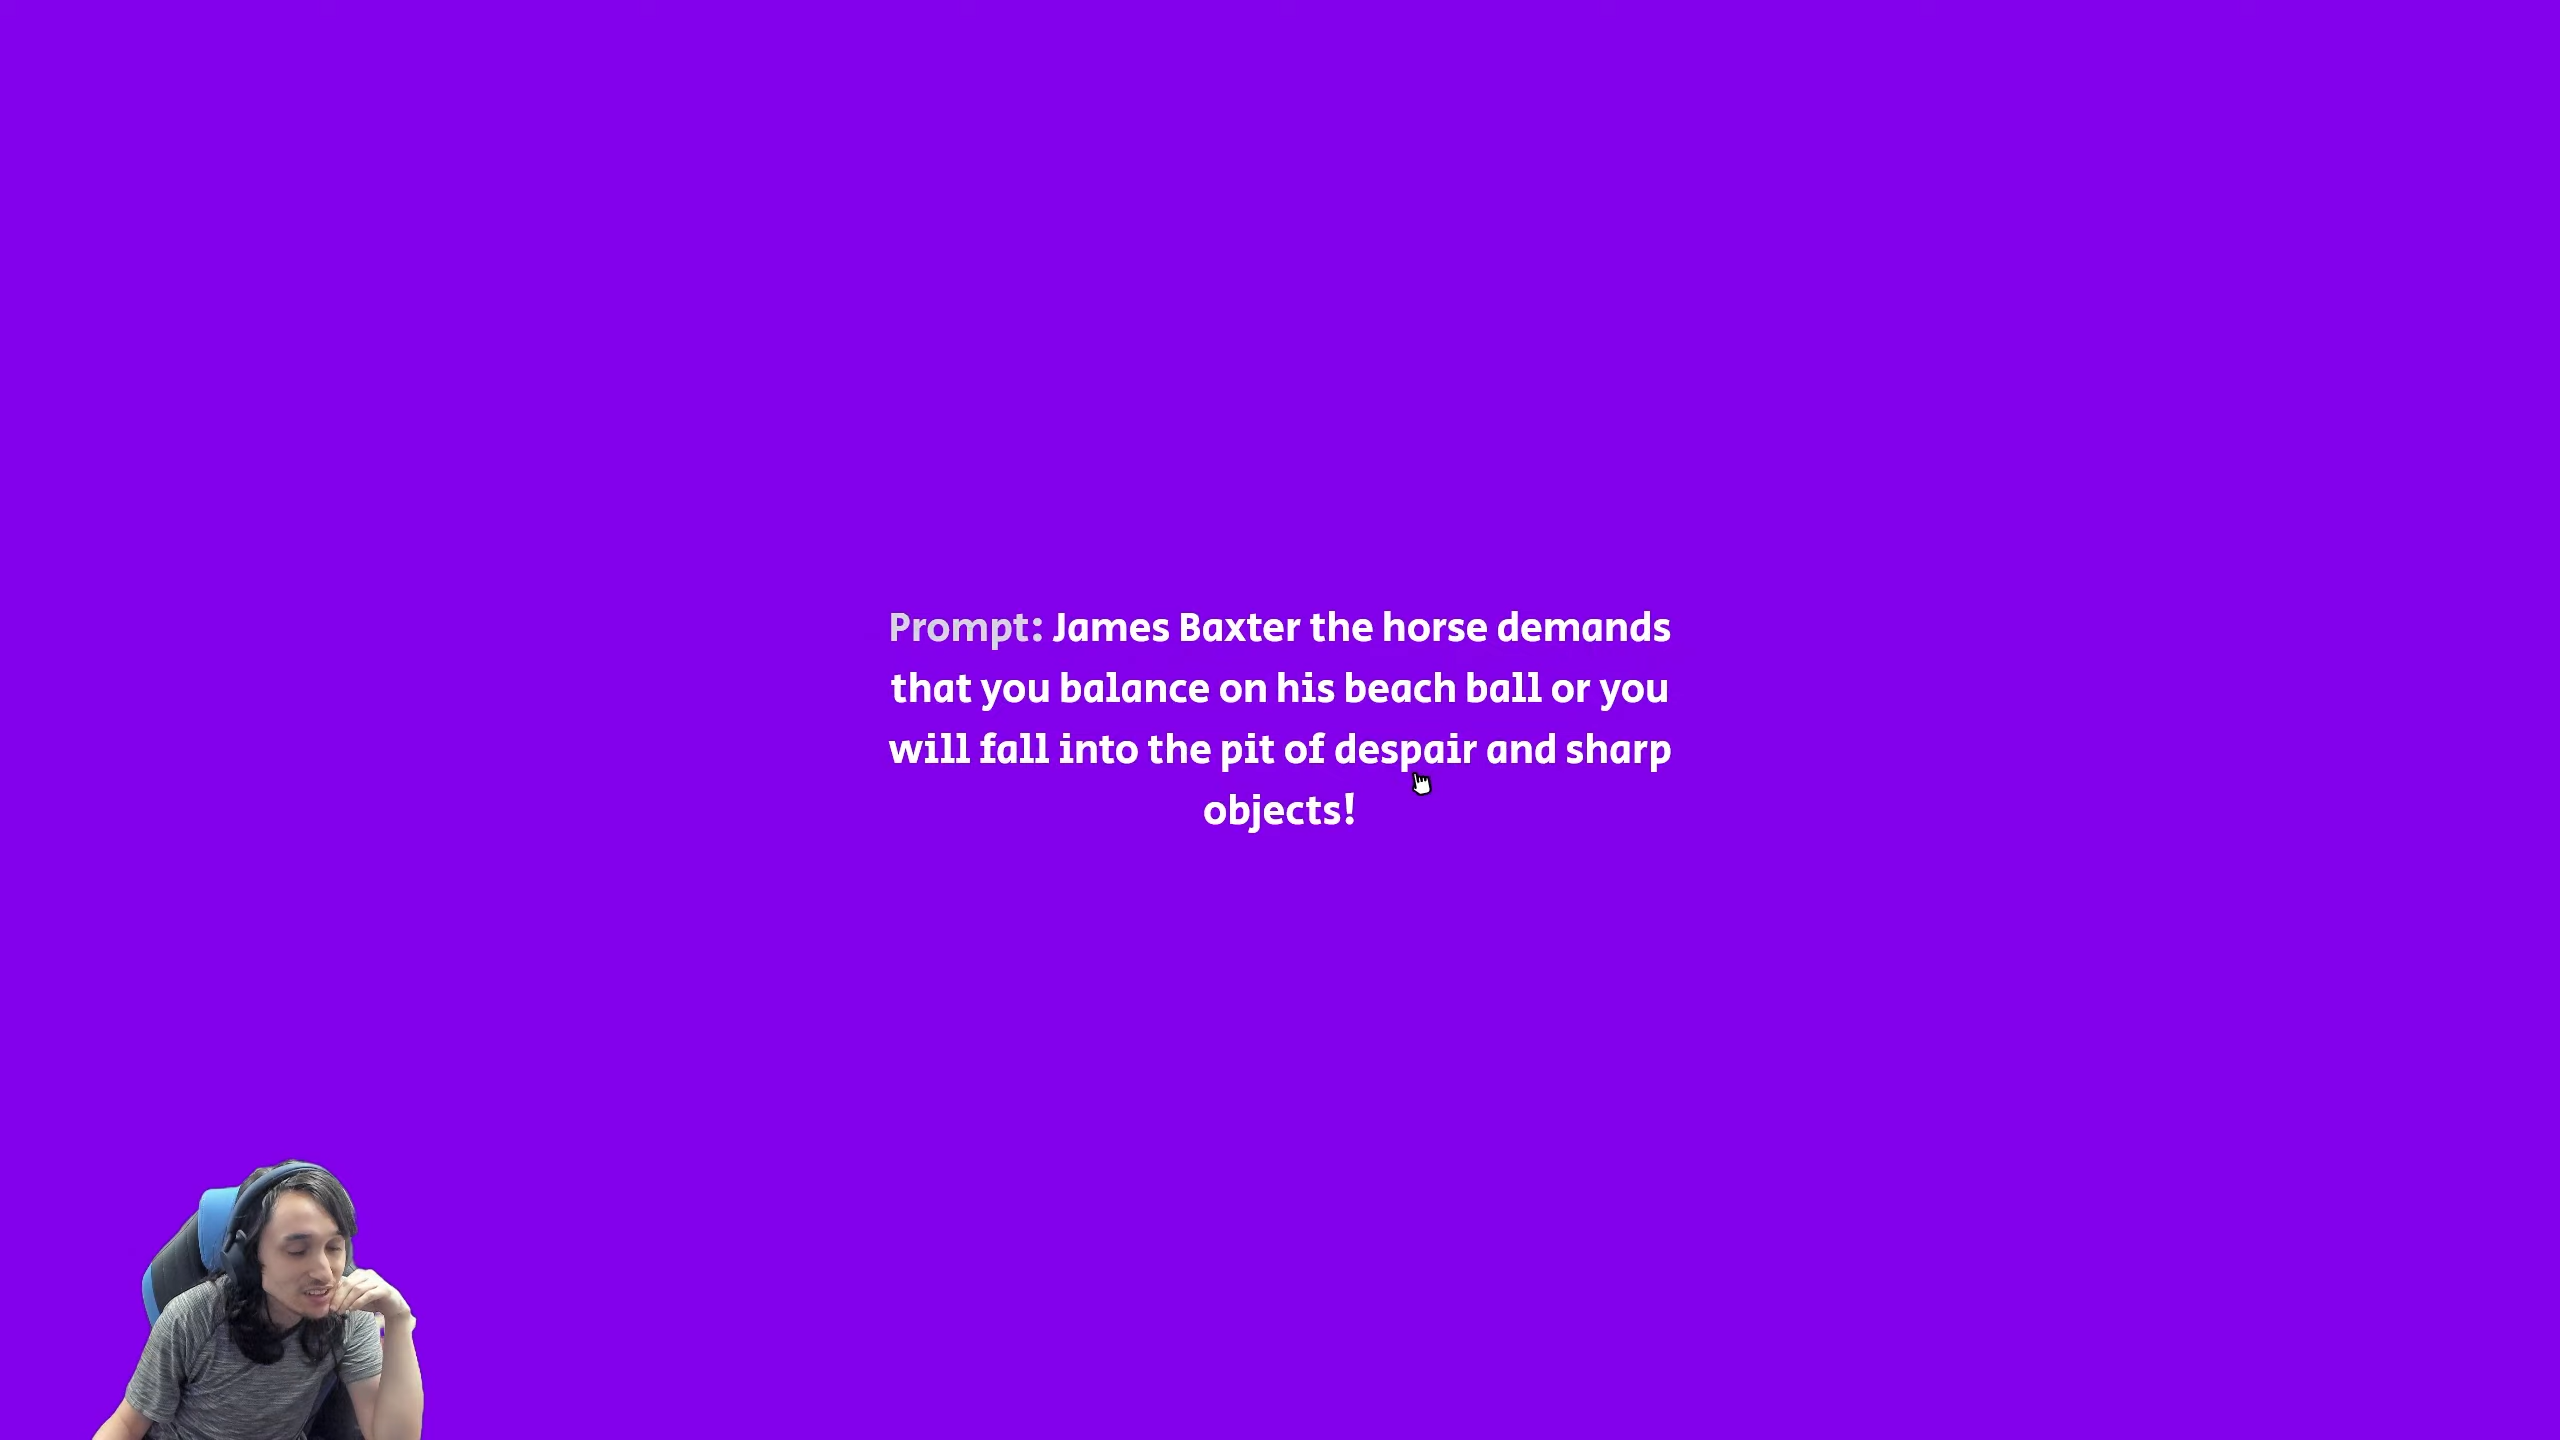 Prompt: James Baxter the horse demands
that you balance on his beach ball or you
will fall into the pit of despair and sharp
objects!